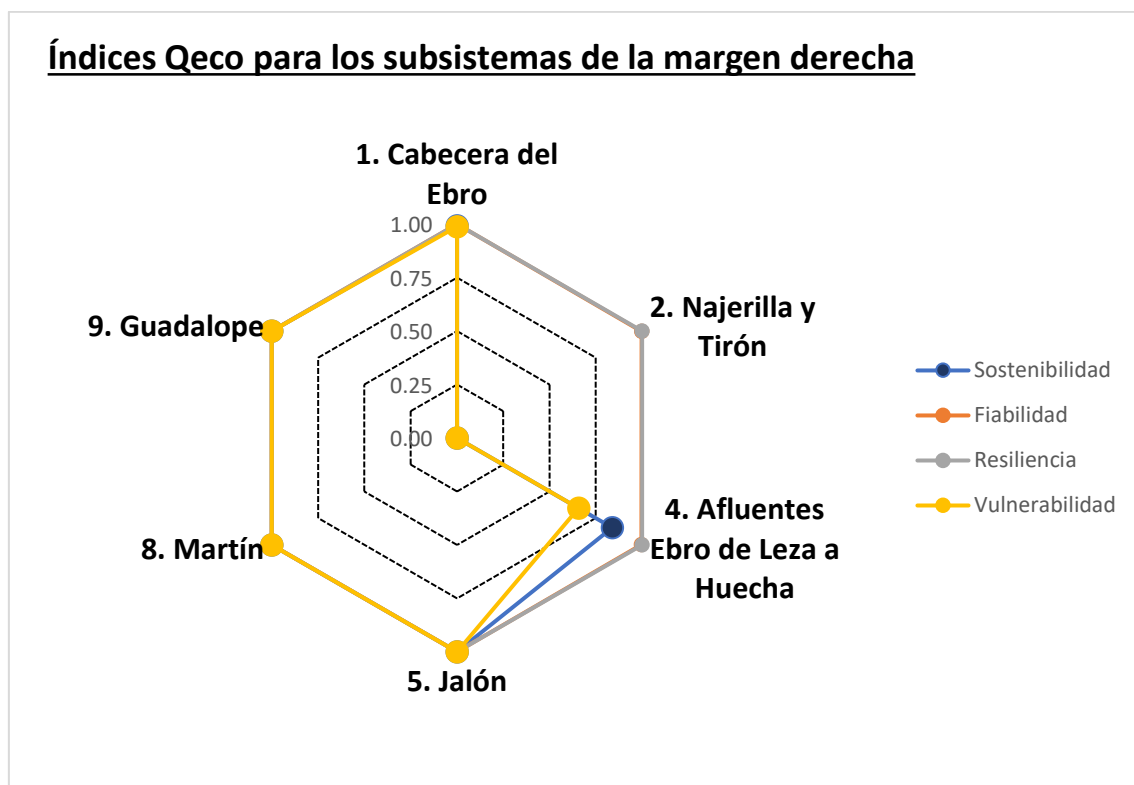 Índices Qeco para los subsistemas de la margen derecha
1. Cabecera del
Ebro
1.00
0.75
0.50
0.25
0.00
2. Najerilla y
Tirón
4. Afluentes
Ebro de Leza a
Huecha
5. Jalón
8. Martín
9. Guadalope
Sostenibilidad
Fiabilidad
Resiliencia
Vulnerabilidad